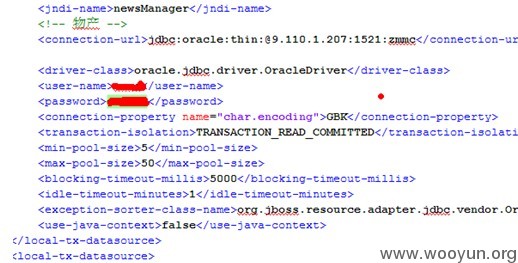 <jndi-name>newsManager</jndi-name>
<!-- 物产 -->
<connection-url>jdbc:oracle:thin:@9.110.1.207:1521:zmmc</connection-ur
<driver-class>oracle.jdbc.driver.OracleDriver</driver-class>
<user-name></user-name>
<password></password>
<connection-property name="char.encoding">GBK</connection-property>
<transaction-isolation>TRANSACTION_READ_COMMITTED</transaction-isolati
<min-pool-size>5</min-pool-size>
<max-pool-size>50</max-pool-size>
<blocking-timeout-millis>5000</blocking-timeout-millis>
<idle-timeout-minutes>1</idle-timeout-minutes>
<exception-sorter-class-name>org.jboss.resource.adapter.jdbc.vendor.Or
<use-java-context>false</use-java-context>
</local-tx-datasource>
<local-tx-datasource>
www.wooyun.org